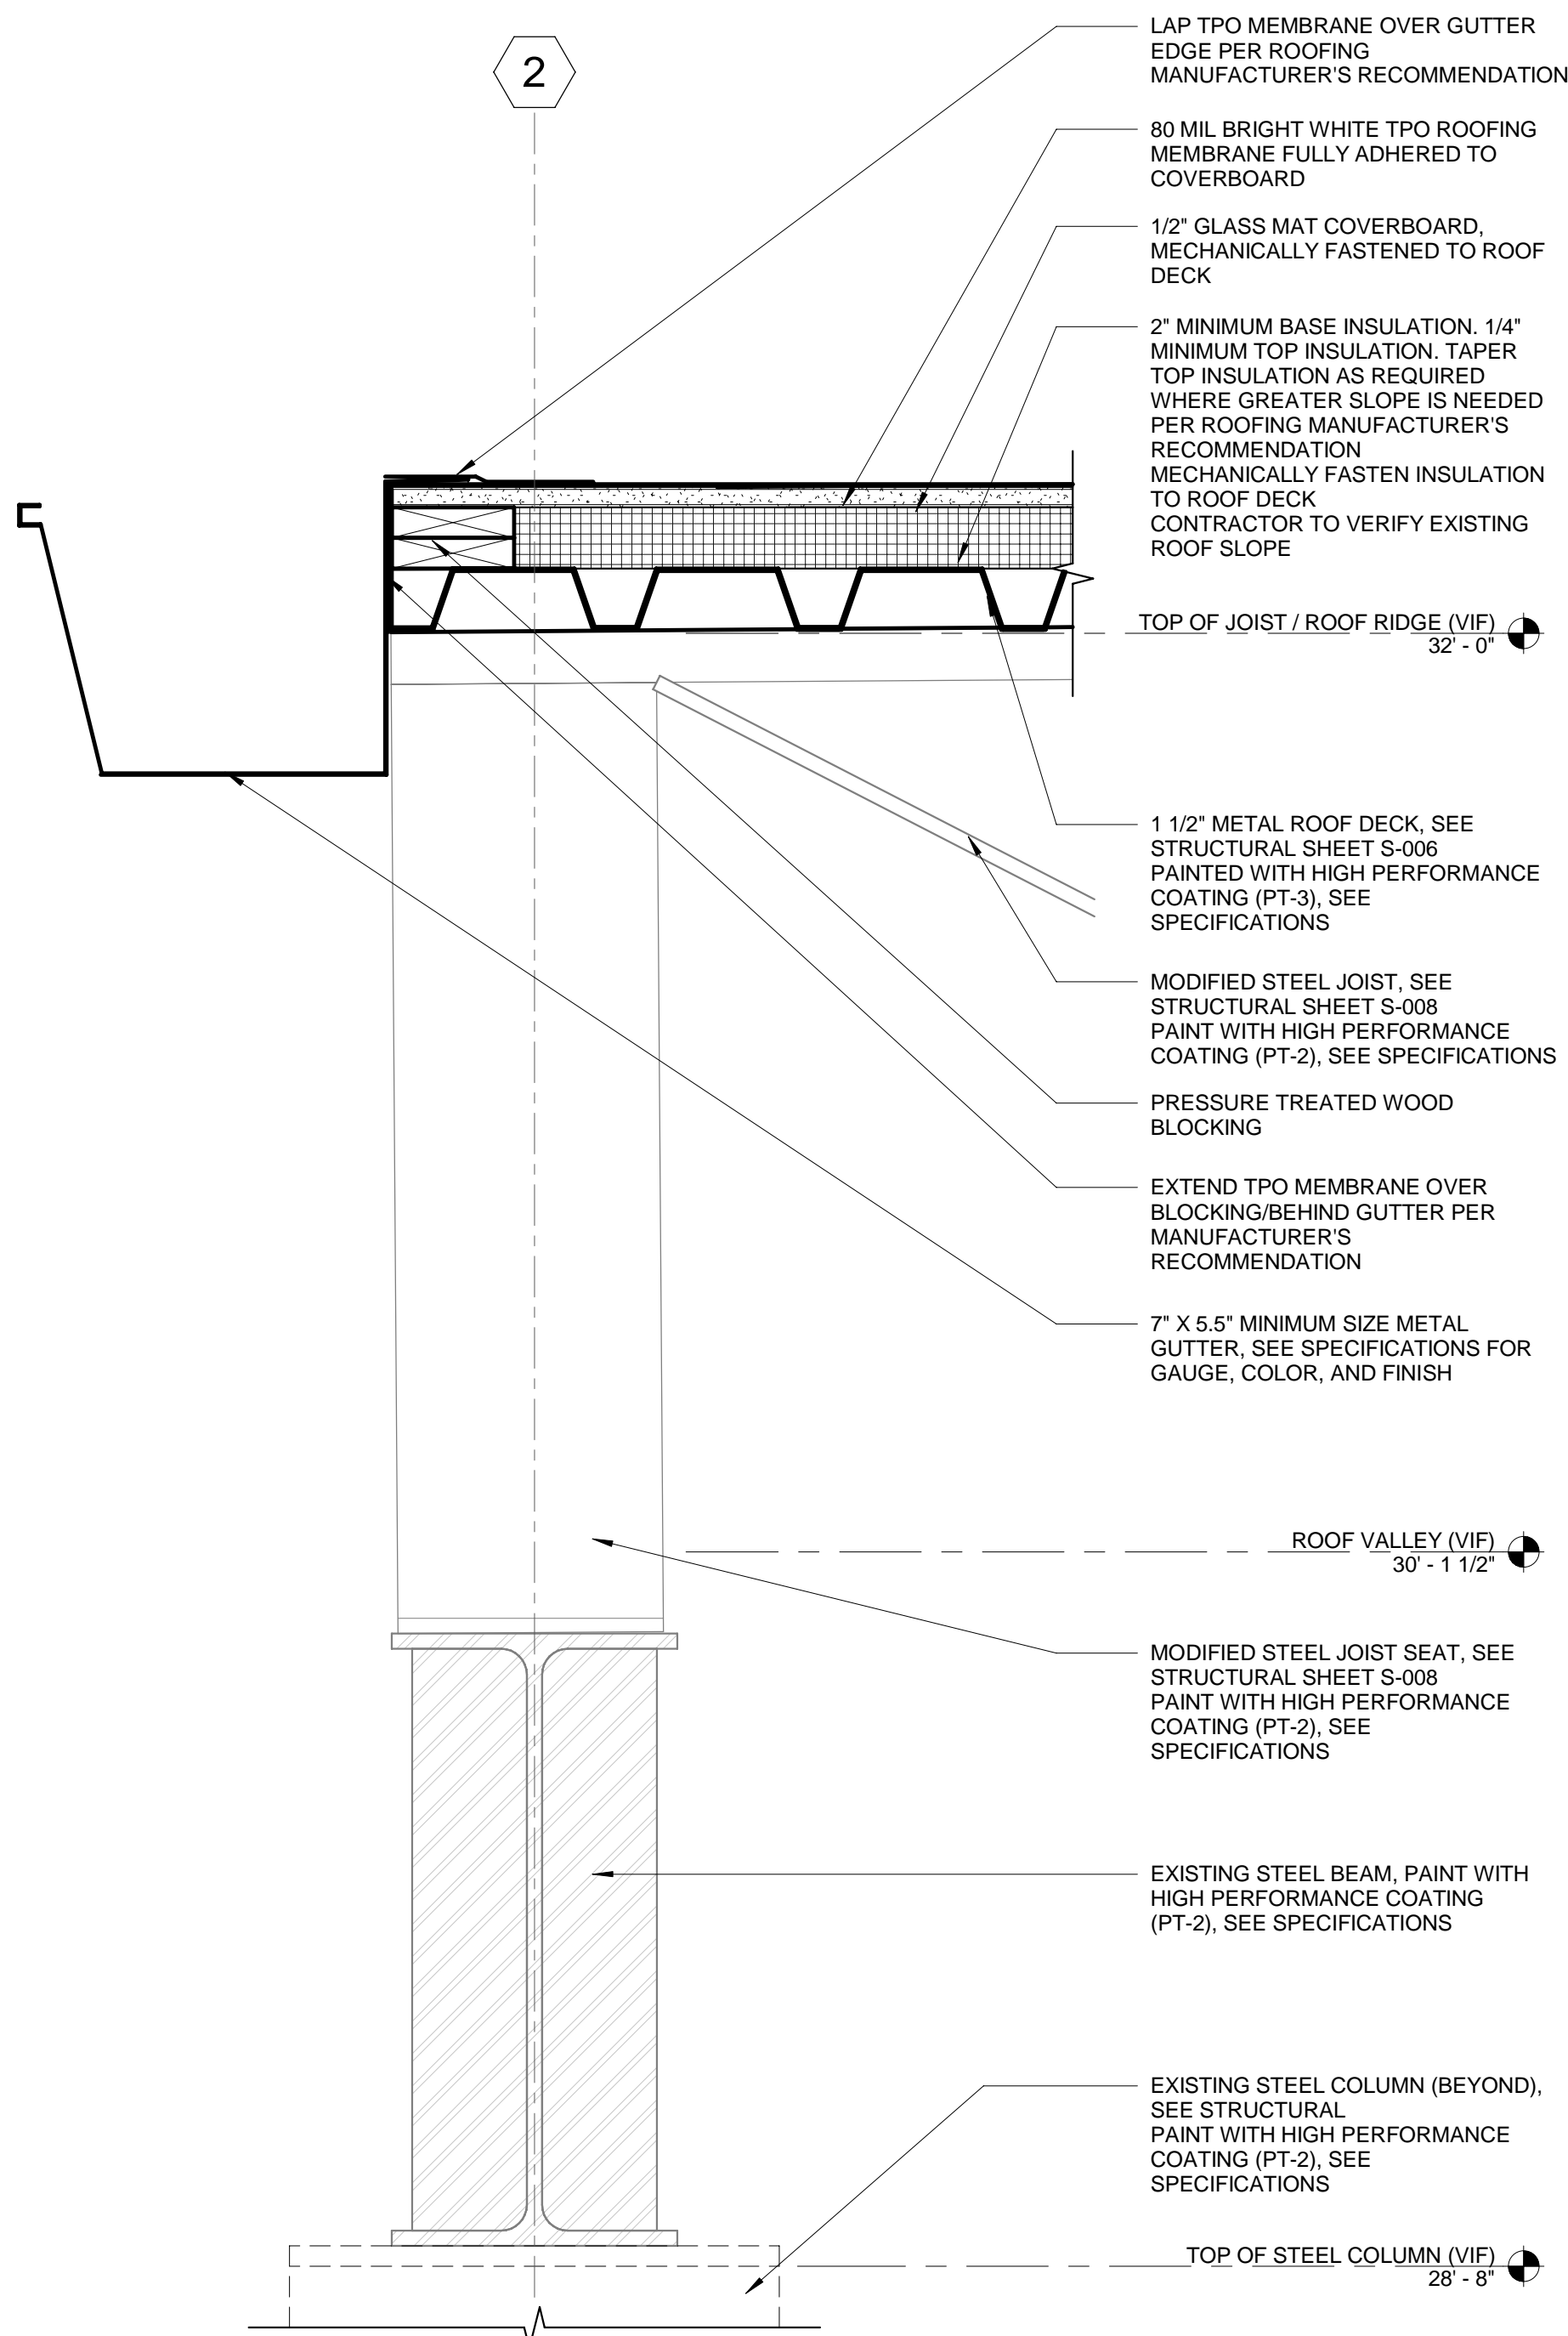 2
LAP TPO MEMBRANE OVER GUTTER
EDGE PER ROOFING
MANUFACTURER'S RECOMMENDATION
80 MIL BRIGHT WHITE TPO ROOFING
MEMBRANE FULLY ADHERED TO
COVERBOARD
1/2" GLASS MAT COVERBOARD,
MECHANICALLY FASTENED TO ROOF
DECK
2" MINIMUM BASE INSULATION. 1/4"
MINIMUM TOP INSULATION. TAPER
TOP INSULATION AS REQUIRED
WHERE GREATER SLOPE IS NEEDED
PER ROOFING MANUFACTURER'S
RECOMMENDATION
MECHANICALLY FASTEN INSULATION
TO ROOF DECK
CONTRACTOR TO VERIFY EXISTING
ROOF SLOPE
TOP OF JOIST / ROOF RIDGE (VIF)
32' - 0"
1 1/2" METAL ROOF DECK, SEE
STRUCTURAL SHEET S-006
PAINTED WITH HIGH PERFORMANCE
COATING (PT-3), SEE
SPECIFICATIONS
MODIFIED STEEL JOIST, SEE
STRUCTURAL SHEET S-008
PAINT WITH HIGH PERFORMANCE
COATING (PT-2), SEE SPECIFICATIONS
PRESSURE TREATED WOOD
BLOCKING
EXTEND TPO MEMBRANE OVER
BLOCKING/BEHIND GUTTER PER
MANUFACTURER'S
RECOMMENDATION
7" X 5.5" MINIMUM SIZE METAL
GUTTER, SEE SPECIFICATIONS FOR
GAUGE, COLOR, AND FINISH
ROOF VALLEY (VIF)
30' - 1 1/2"
MODIFIED STEEL JOIST SEAT, SEE
STRUCTURAL SHEET S-008
PAINT WITH HIGH PERFORMANCE
COATING (PT-2), SEE
SPECIFICATIONS
EXISTING STEEL BEAM, PAINT WITH
HIGH PERFORMANCE COATING
(PT-2), SEE SPECIFICATIONS
EXISTING STEEL COLUMN (BEYOND),
SEE STRUCTURAL
PAINT WITH HIGH PERFORMANCE
COATING (PT-2), SEE
SPECIFICATIONS
TOP OF STEEL COLUMN (VIF)
28' - 8"